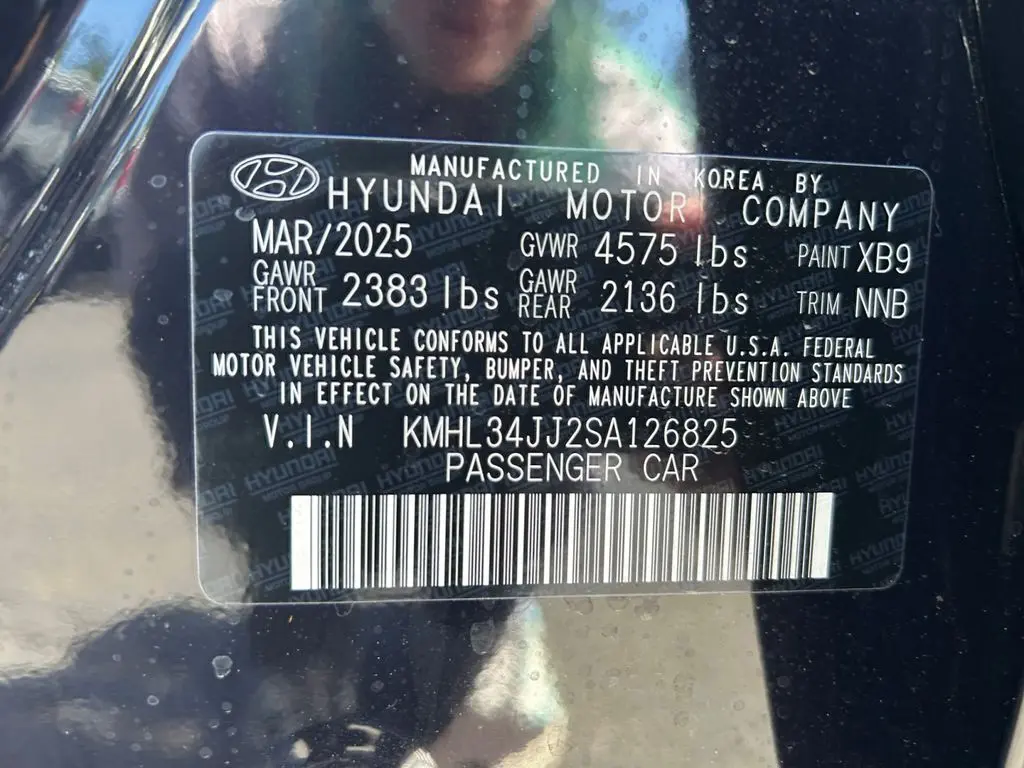 MANUFACTURED IN KOREA BY
HYUNDAI MOTOR COMPANY
MAR/2025 GVWR 4575 lbs PAINT XB9
GAWR FRONT 2383 lbs GAWR REAR 2136 lbs TRIM NNB
THIS VEHICLE CONFORMS TO ALL APPLICABLE U.S.A. FEDERAL
MOTOR VEHICLE SAFETY, BUMPER, AND THEFT PREVENTION STANDARDS
IN EFFECT ON THE DATE OF MANUFACTURE SHOWN ABOVE
V.I.N KMHL34JJ2SA126825
PASSENGER CAR